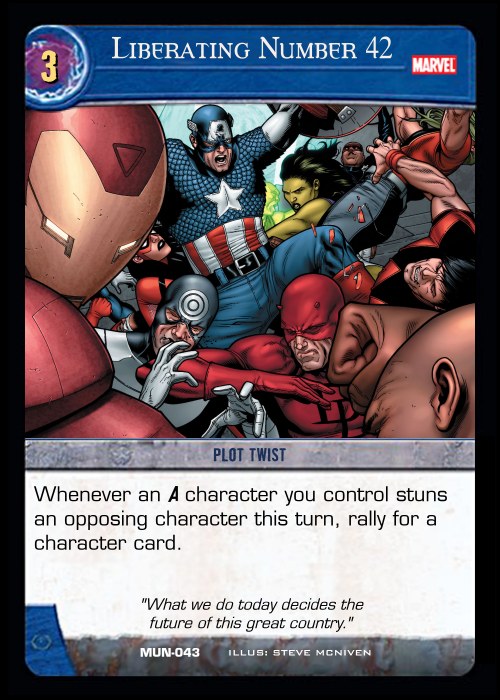 3
LIBERATING NUMBER 42
MARVEL
PLOT TWIST
Whenever an A character you control stuns
an opposing character this turn, rally for a
character card.
"What we do today decides the
future of this great country."
MUN-043 ILLUS: STEVE MCNIVEN